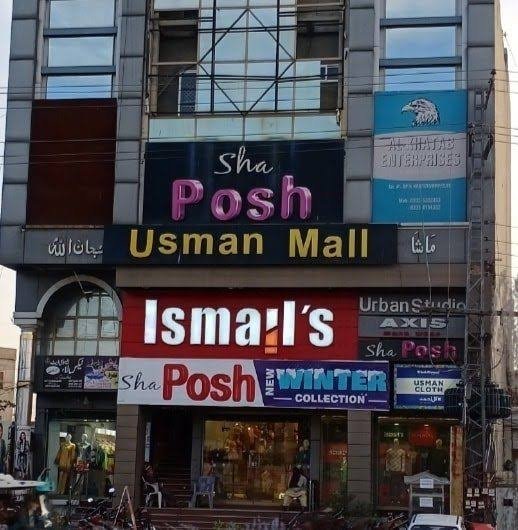 AL KHATAB
ENTERPRISES
Sha
Posh
Usman Mall
سبحان اللہ
ماشا
Ismail's
Urban Studio
AXIS
Sha Posh
Sha Posh
NEW
WINTER
COLLECTION
USMAN
CLOTH